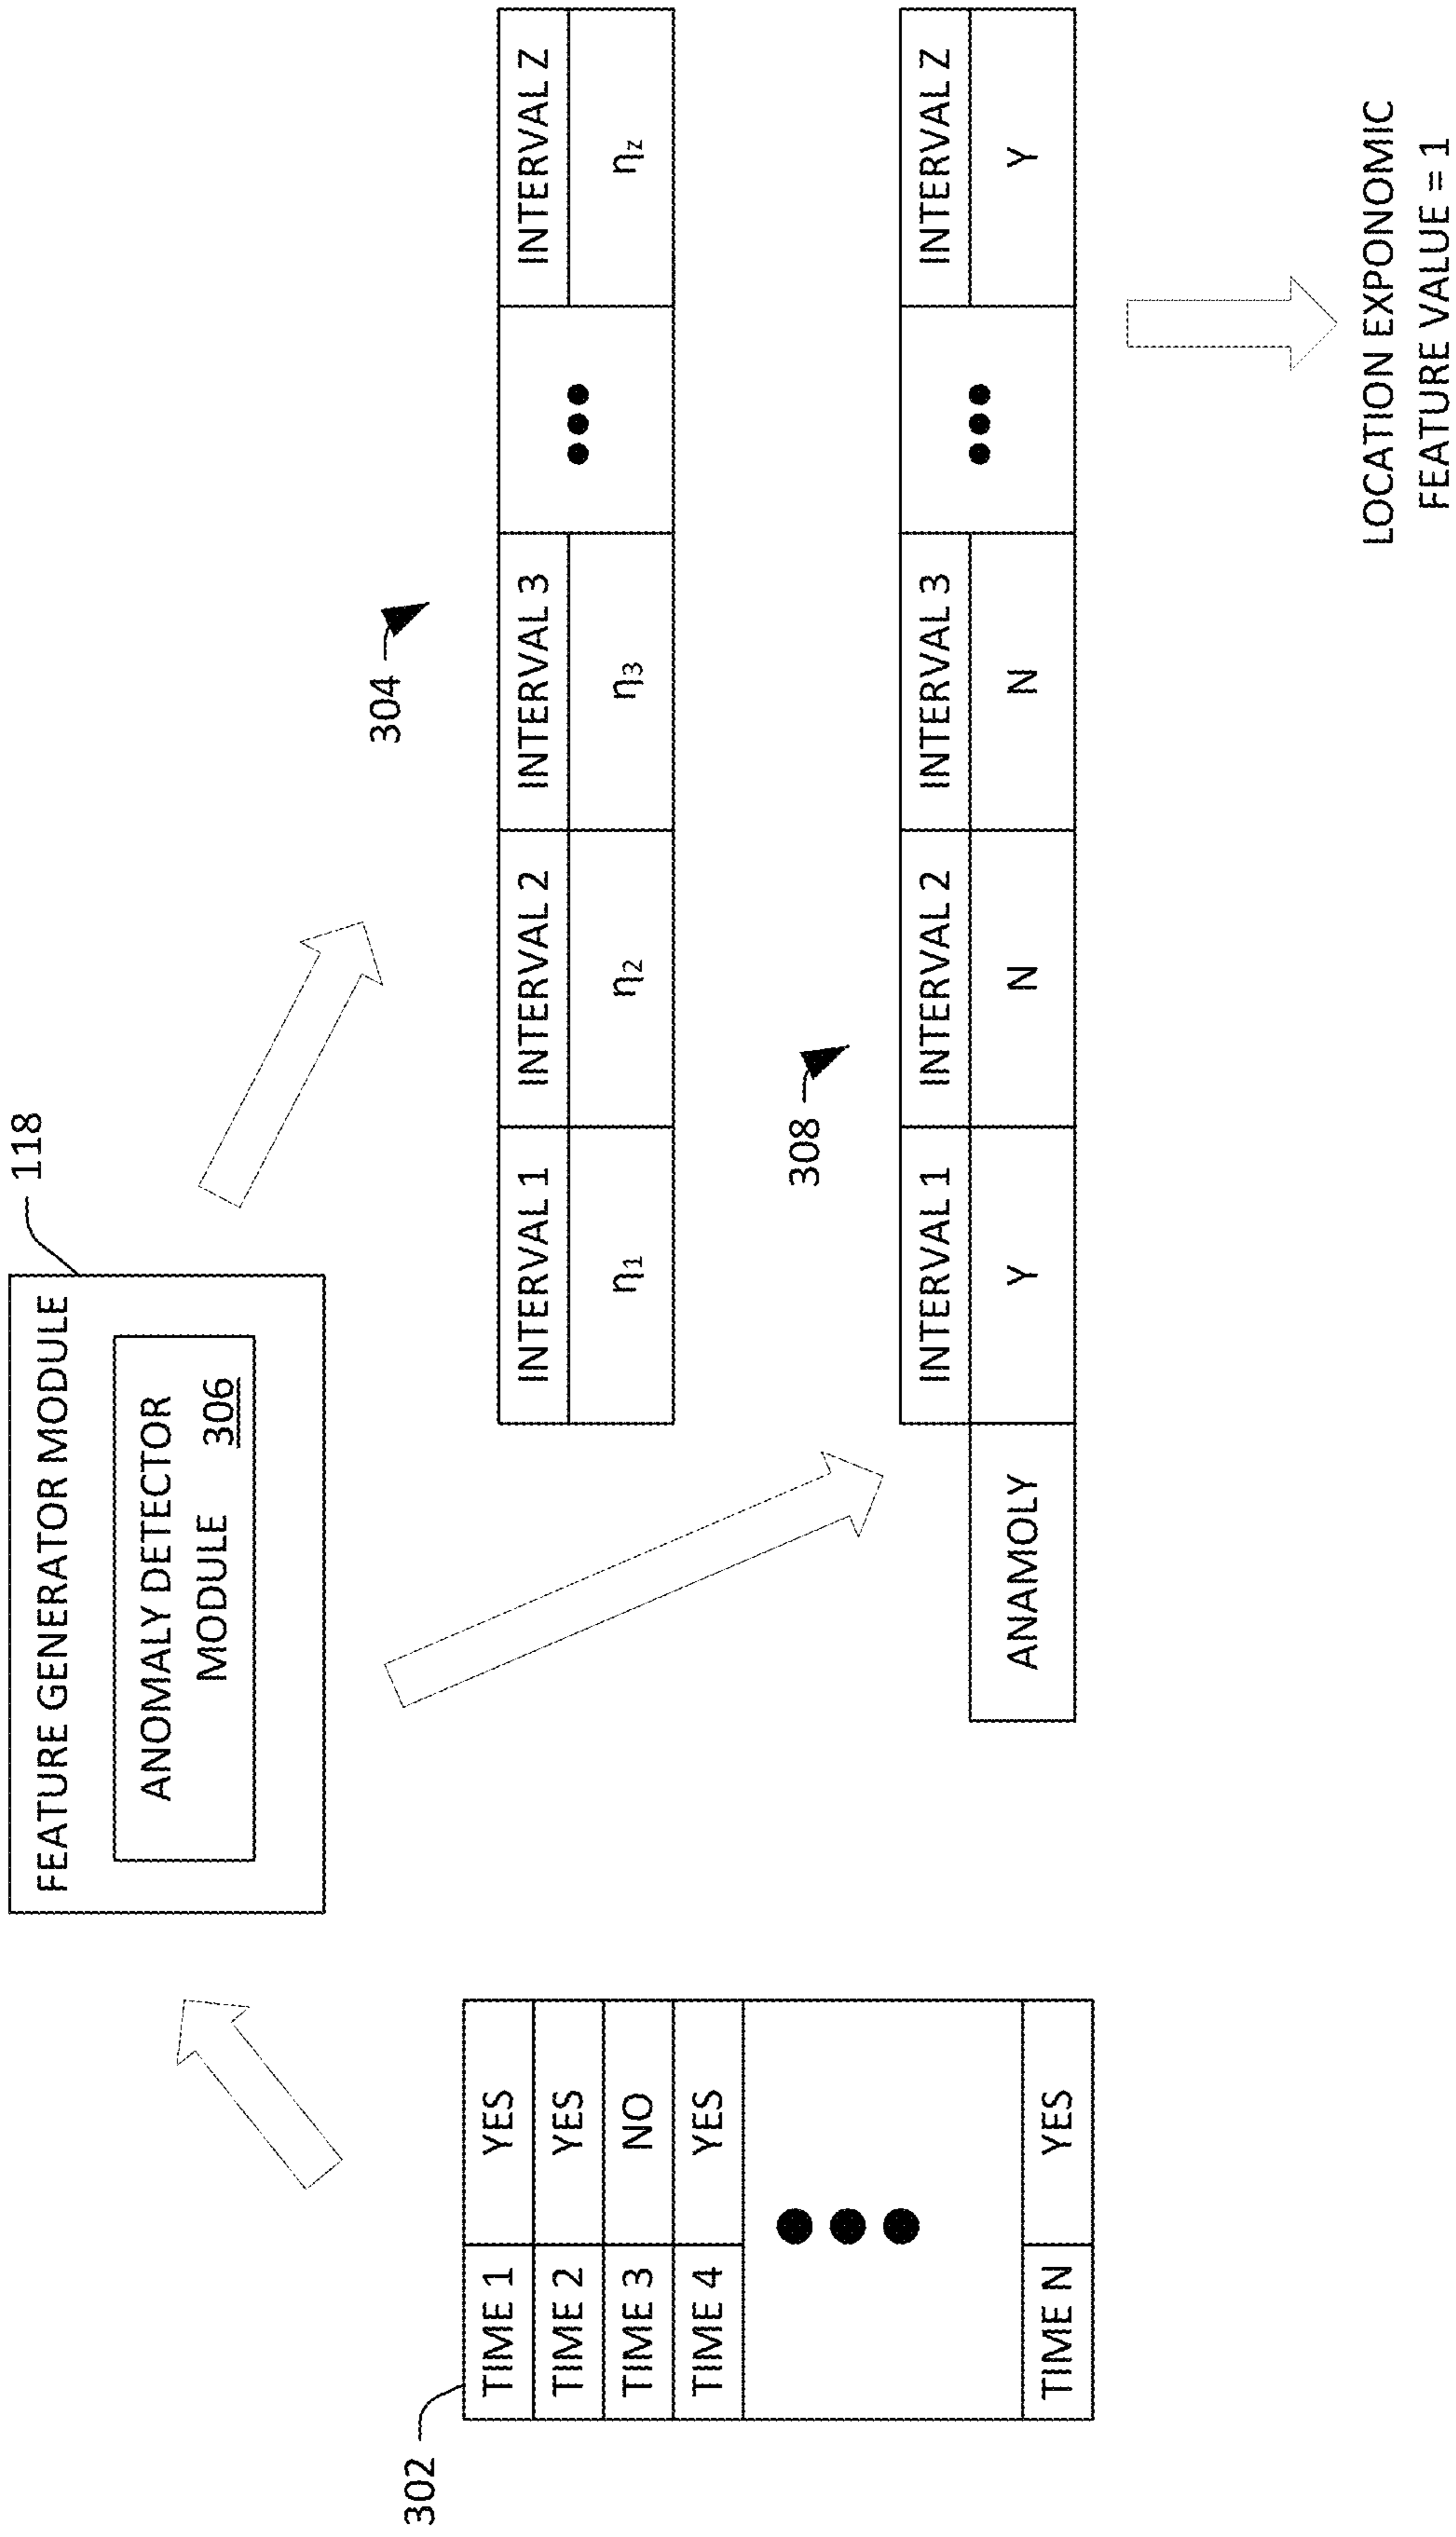 118
FEATURE GENERATOR MODULE
ANOMALY DETECTOR
MODULE 306
302
TIME 1 YES
TIME 2 YES
TIME 3 NO
TIME 4 YES
TIME N YES
304
INTERVAL 1 INTERVAL 2 INTERVAL 3 INTERVAL Z
η1 η2 η3 ηz
308
INTERVAL 1 INTERVAL 2 INTERVAL 3 INTERVAL Z
ANAMOLY Y N N Y
LOCATION EXPONOMIC
FEATURE VALUE = 1